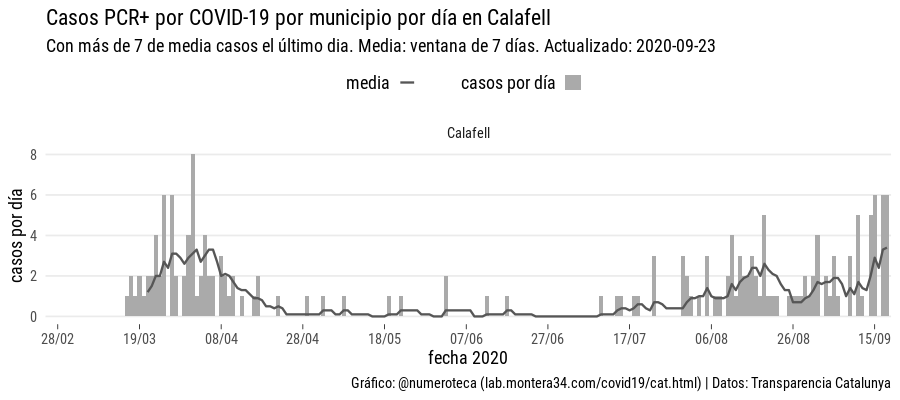 Casos PCR+ por COVID-19 por municipio por día en Calafell
Con más de 7 de media casos el último dia. Media: ventana de 7 días. Actualizado: 2020-09-23
media casos por día
Calafell
casos por día
8
6
4
2
0
28/02 19/03 08/04 28/04 18/05 07/06 27/06 17/07 06/08 26/08 15/09
fecha 2020
Gráfico: @numeroteca (lab.montera34.com/covid19/cat.html) | Datos: Transparencia Catalunya